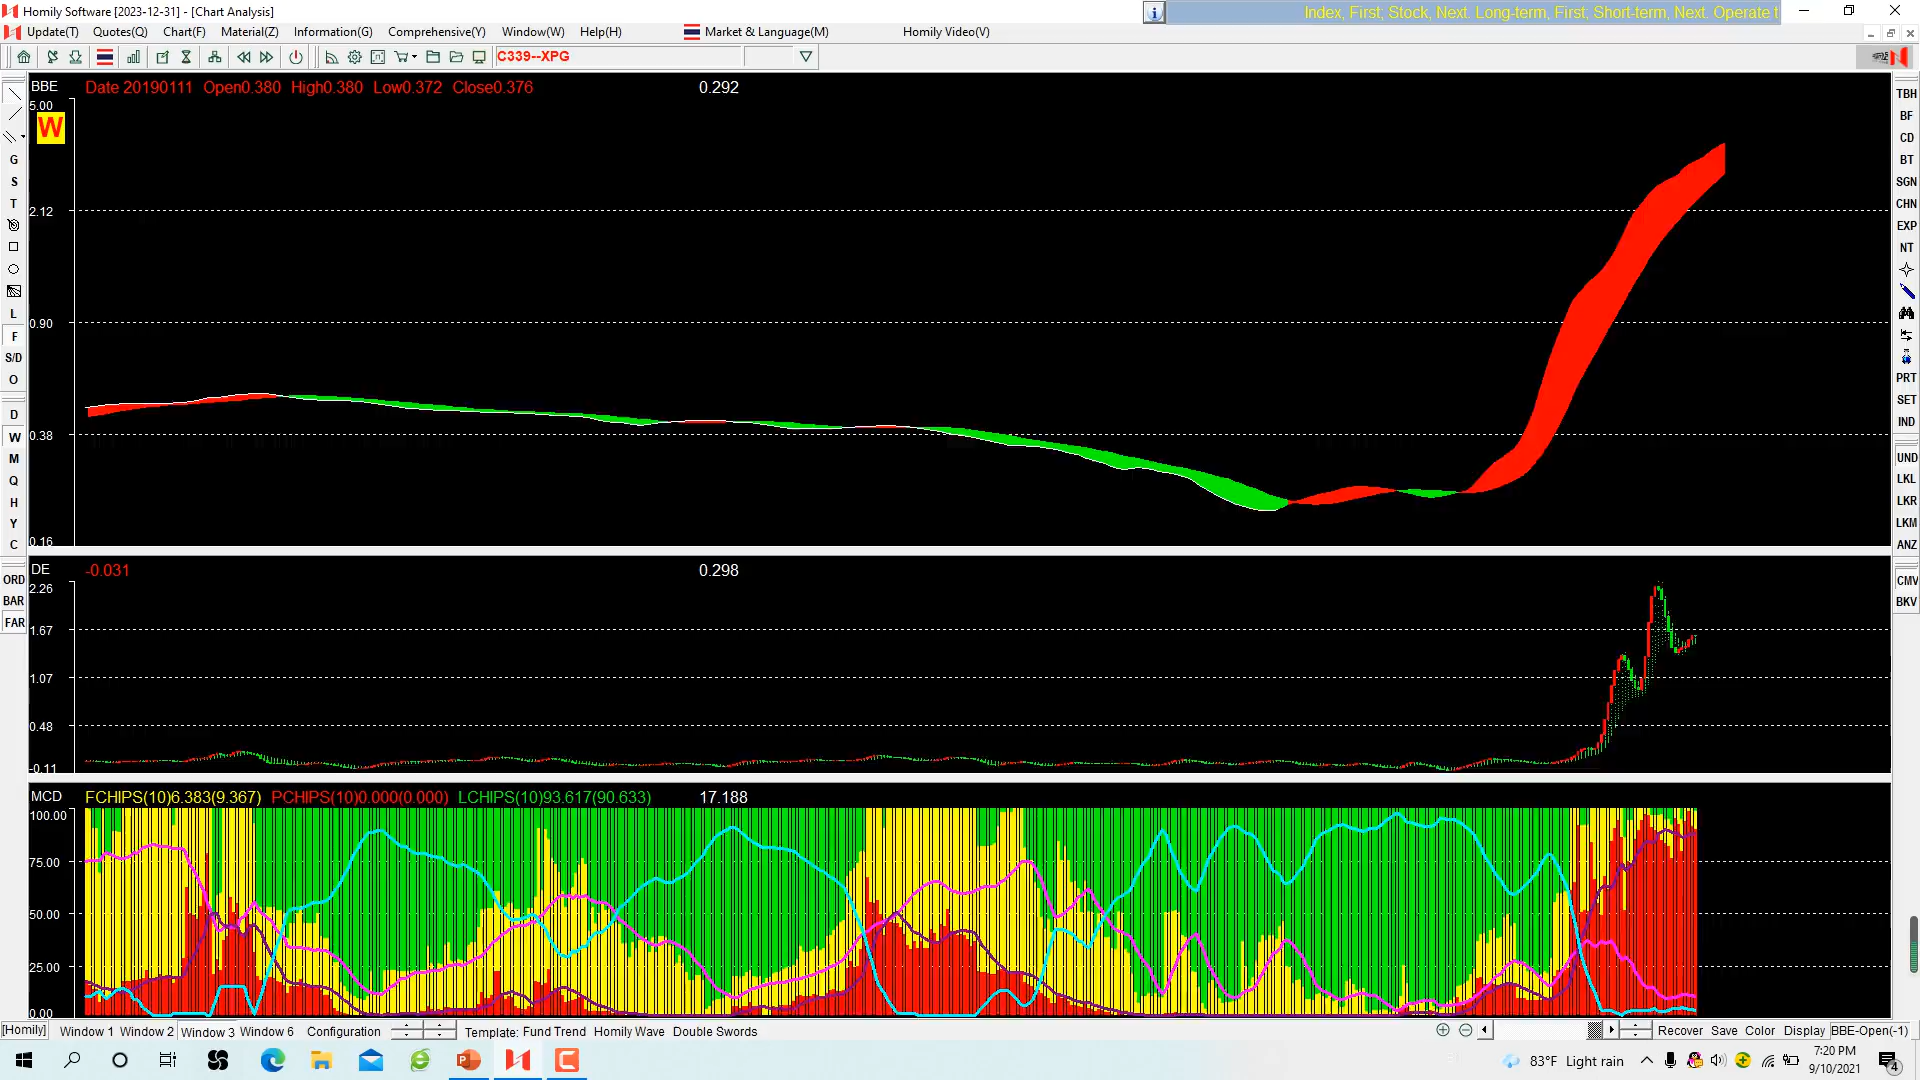 Homily Software [2023-12-31] - [Chart Analysis]
Index, First; Stock, Next. Long-term, First; Short-term, Next. Operate t
Update(T) Quotes(Q) Chart(F) Material(Z) Information(G) Comprehensive(Y) Window(W) Help(H) Market & Language(M) Homily Video(V)
C339--XPG
BBE Date 20190111 Open0.380 High0.380 Low0.372 Close0.376 0.292
5.00
W
2.12
0.90
0.38
0.16
DE -0.031 0.298
2.26
1.67
1.07
0.48
-0.11
MCD FCHIPS(10)6.383(9.367) PCHIPS(10)0.000(0.000) LCHIPS(10)93.617(90.633) 17.188
100.00
75.00
50.00
25.00
0.00
G
S
T
L
F
S/D
O
D
W
M
Q
H
Y
C
ORD
BAR
FAR
TBH
BF
CD
BT
SGN
CHN
EXP
NT
PRT
SET
IND
UND
LKL
LKR
LKM
ANZ
CMV
BKV
[Homily] Window 1 Window 2 Window 3 Window 6 Configuration Template: Fund Trend Homily Wave Double Swords Recover Save Color Display BBE-Open(-1)
83°F Light rain
7:20 PM
9/10/2021
4